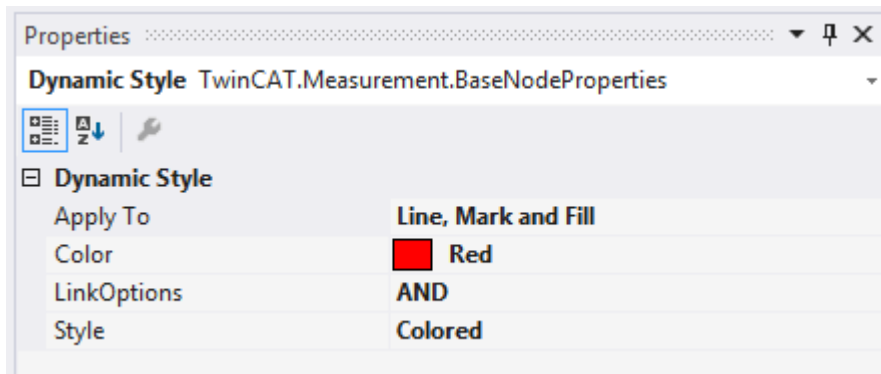 Properties
Dynamic Style TwinCAT.Measurement.BaseNodeProperties
Dynamic Style
Apply To Line, Mark and Fill
Color Red
LinkOptions AND
Style Colored